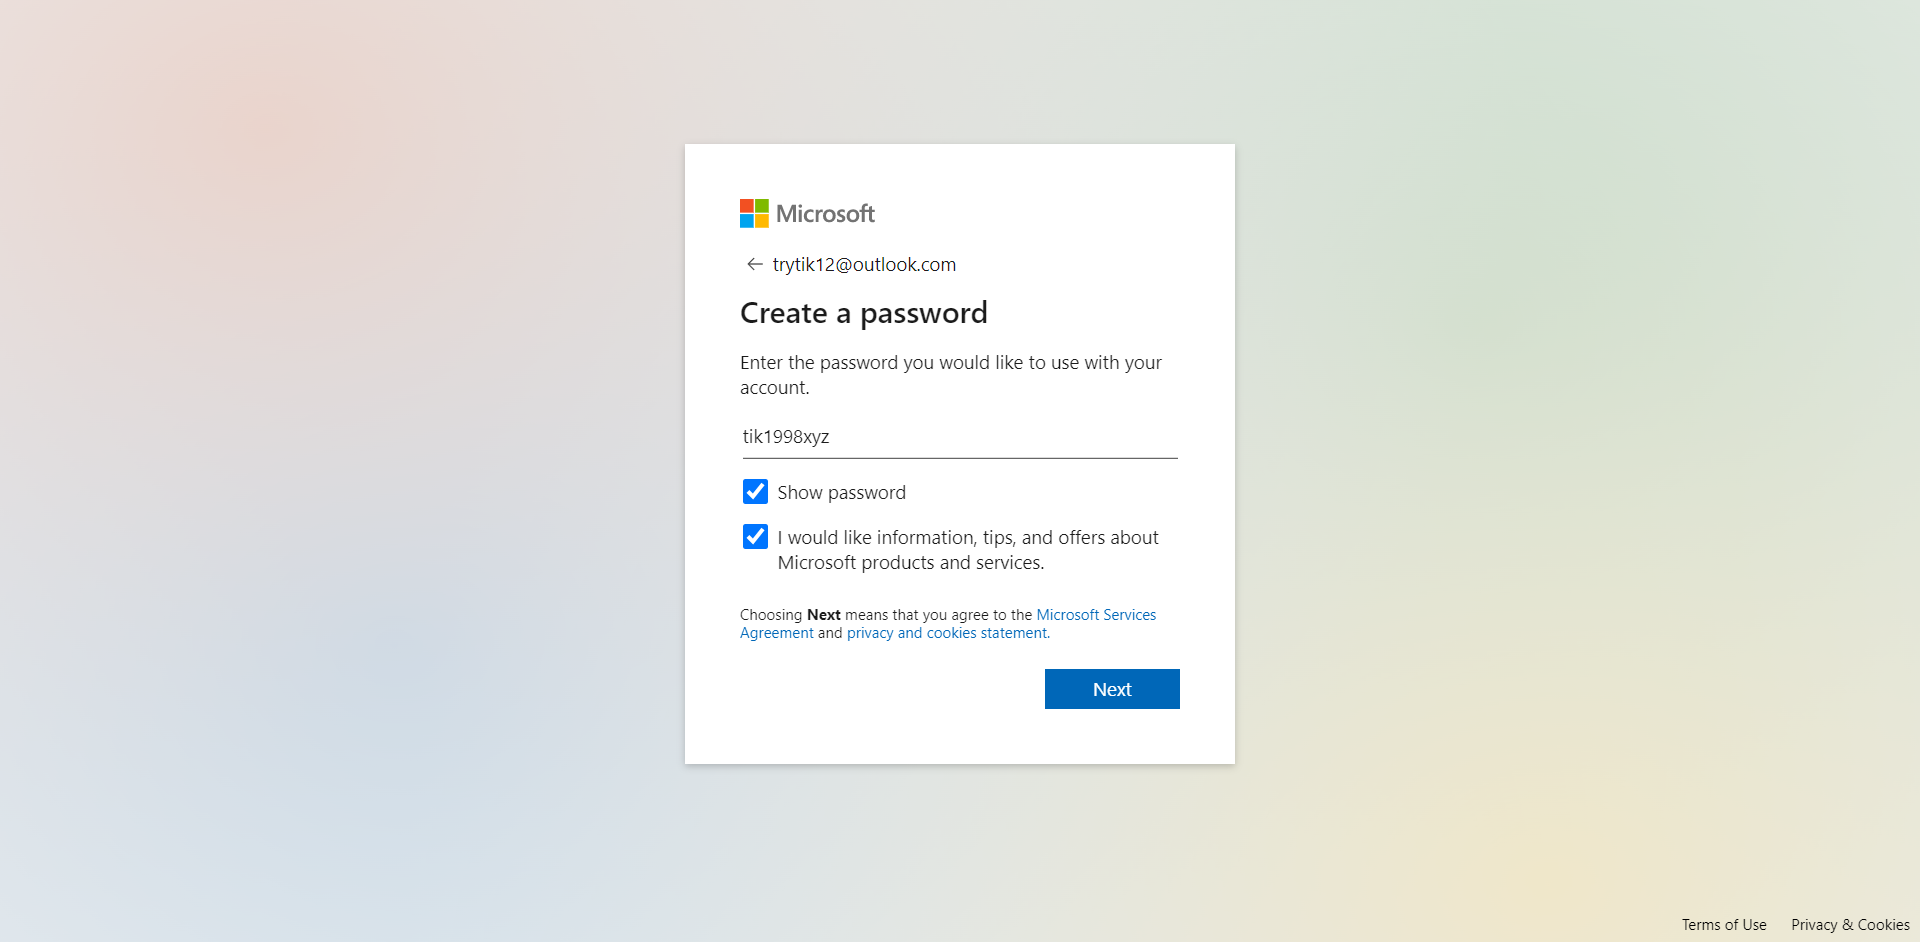 Microsoft
trytik12@outlook.com
Create a password
Enter the password you would like to use with your
account.
tik1998xyz
Show password
I would like information, tips, and offers about
Microsoft products and services.
Choosing Next means that you agree to the Microsoft Services
Agreement and privacy and cookies statement.
Next
Terms of Use Privacy & Cookies